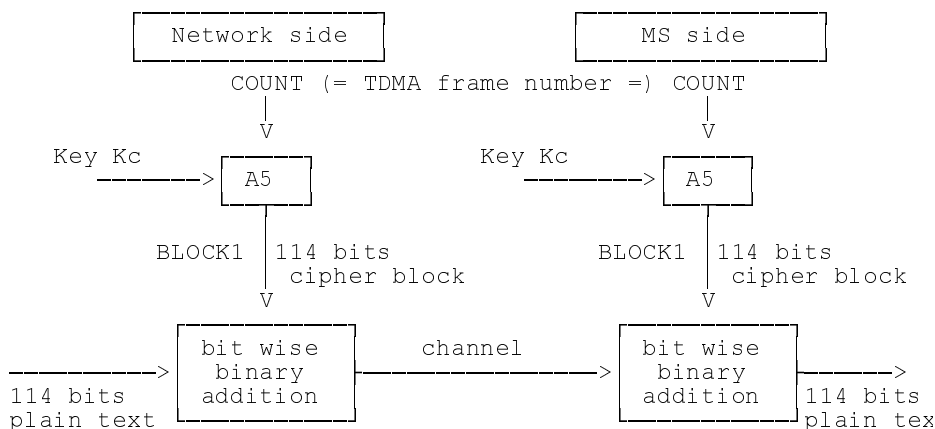 Network side
MS side
COUNT (= TDMA frame number =) COUNT
V
V
Key Kc
Key Kc
A5
A5
BLOCK1 114 bits
cipher block
BLOCK1 114 bits
cipher block
V
V
bit wise
binary
addition
channel
bit wise
binary
addition
114 bits
plain text
114 bits
plain tex